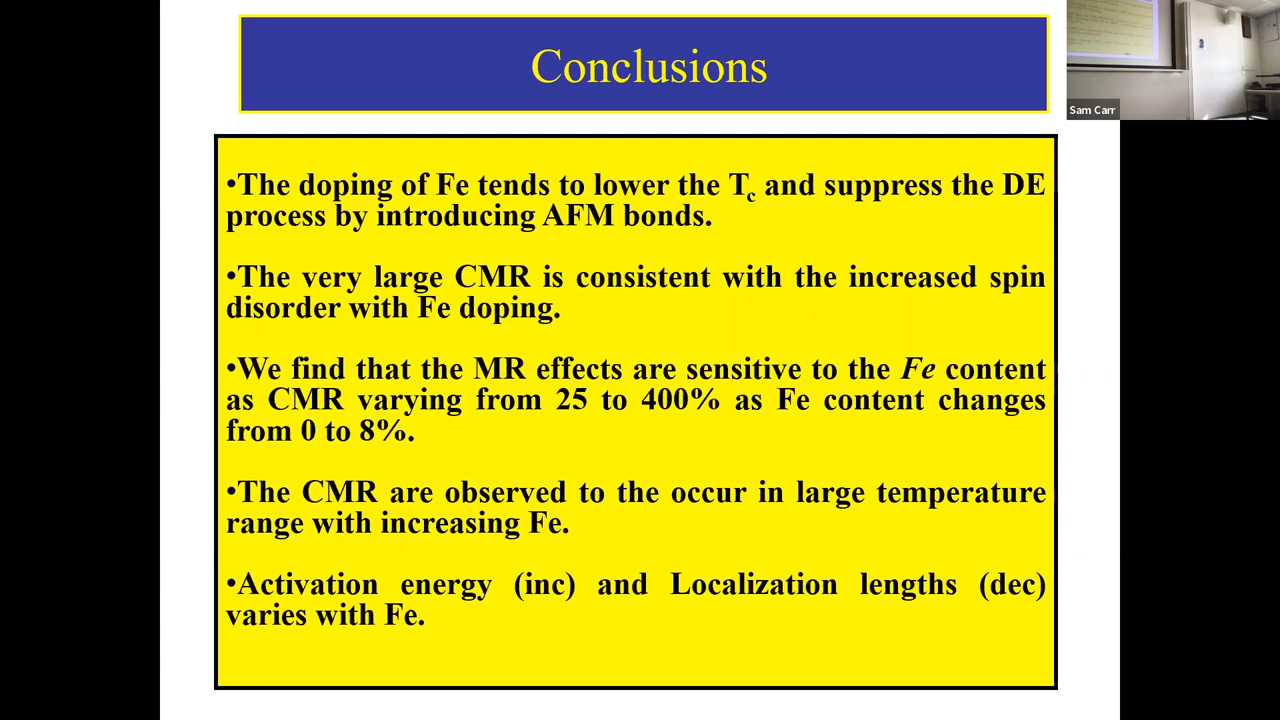 Conclusions
Sam Carr
•The doping of Fe tends to lower the Tc and suppress the DE
process by introducing AFM bonds.
•The very large CMR is consistent with the increased spin
disorder with Fe doping.
•We find that the MR effects are sensitive to the Fe content
as CMR varying from 25 to 400% as Fe content changes
from 0 to 8%.
•The CMR are observed to the occur in large temperature
range with increasing Fe.
•Activation energy (inc) and Localization lengths (dec)
varies with Fe.